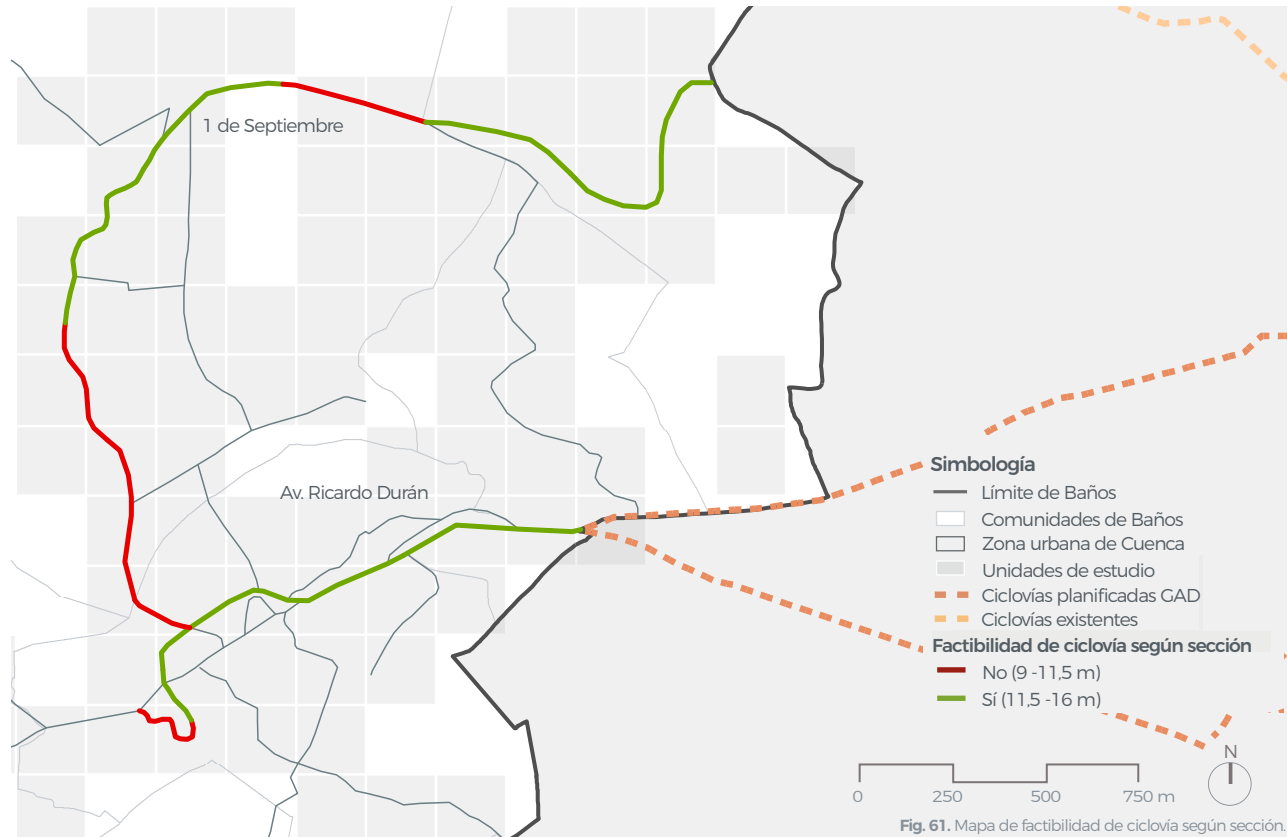 1 de Septiembre
Av. Ricardo Durán
Simbología
Límite de Baños
Comunidades de Baños
Zona urbana de Cuenca
Unidades de estudio
Ciclovías planificadas GAD
Ciclovías existentes
Factibilidad de ciclovía según sección
No (9 -11,5 m)
Sí (11,5 -16 m)
N
0 250 500 750 m
Fig. 61. Mapa de factibilidad de ciclovía según sección.